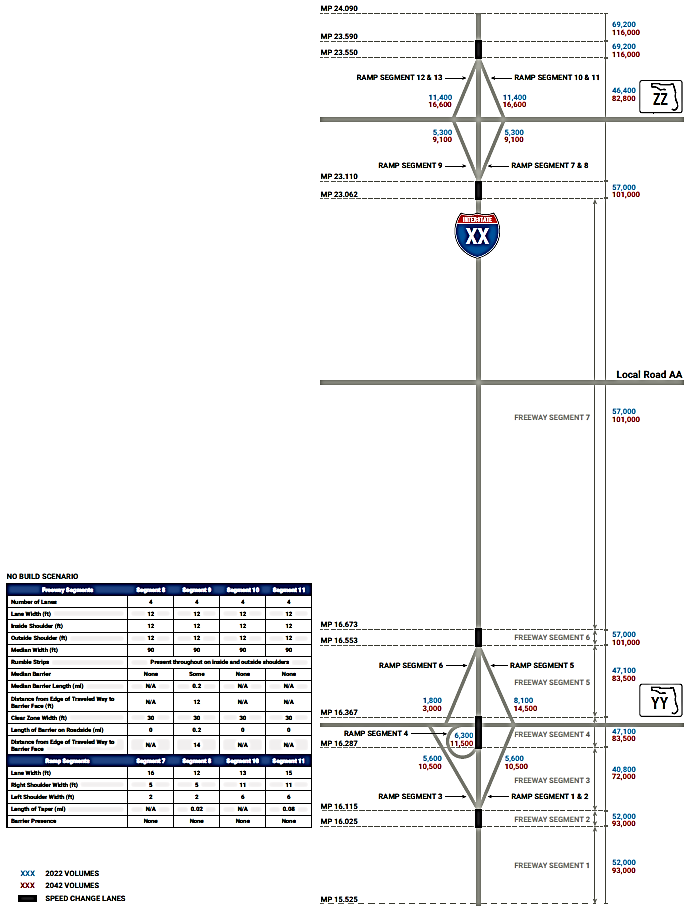 MP 24.090
69,200
116,000
MP 23.590
69,200
116,000
MP 23.550
RAMP SEGMENT 12 & 13
RAMP SEGMENT 10 & 11
46,400
82,800
ZZ
11,400
16,600
11,400
16,600
5,300
9,100
5,300
9,100
RAMP SEGMENT 9
RAMP SEGMENT 7 & 8
MP 23.110
57,000
101,000
MP 23.062
INTERSTATE
XX
Local Road AA
FREEWAY SEGMENT 7
57,000
101,000
MP 16.673
FREEWAY SEGMENT 6
57,000
101,000
MP 16.553
RAMP SEGMENT 6
RAMP SEGMENT 5
FREEWAY SEGMENT 5
47,100
83,500
YY
1,800
3,000
8,100
14,500
MP 16.367
RAMP SEGMENT 4
6,300
11,500
FREEWAY SEGMENT 4
47,100
83,500
MP 16.287
5,600
10,500
5,600
10,500
FREEWAY SEGMENT 3
40,800
72,000
RAMP SEGMENT 3
RAMP SEGMENT 1 & 2
MP 16.115
FREEWAY SEGMENT 2
52,000
93,000
MP 16.025
FREEWAY SEGMENT 1
52,000
93,000
MP 15.525
NO BUILD SCENARIO
Freeway Segments Segment 8 Segment 9 Segment 10 Segment 11
Number of Lanes 4 4 4 4
Lane Width (ft) 12 12 12 12
Inside Shoulder (ft) 12 12 12 12
Outside Shoulder (ft) 12 12 12 12
Median Width (ft) 90 90 90 90
Rumble Strips Present throughout on inside and outside shoulders
Median Barrier None Some None None
Median Barrier Length (mi) N/A 0.2 N/A N/A
Distance from Edge of Traveled Way to
Barrier Face (ft) N/A 12 N/A N/A
Clear Zone Width (ft) 30 30 30 30
Length of Barrier on Roadside (mi) 0 0.2 0 0
Distance from Edge of Traveled Way to
Barrier Face N/A 14 N/A N/A
Ramp Segments Segment 7 Segment 8 Segment 10 Segment 11
Lane Width (ft) 16 12 13 15
Right Shoulder Width (ft) 5 5 11 11
Left Shoulder Width (ft) 2 2 6 6
Length of Taper (mi) N/A 0.02 N/A 0.08
Barrier Presence None None None None
XXX 2022 VOLUMES
XXX 2042 VOLUMES
SPEED CHANGE LANES